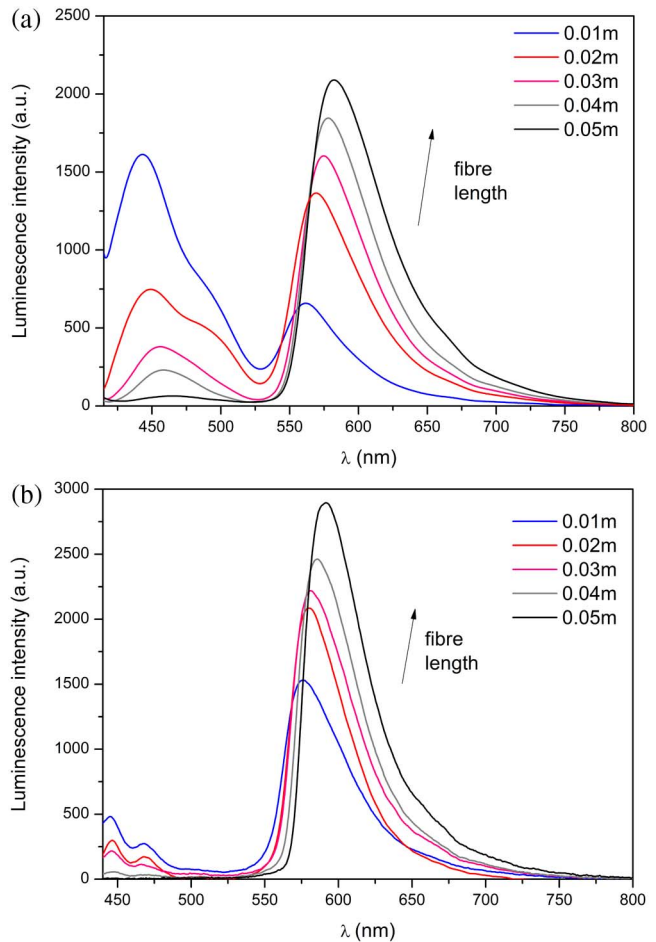 (a)
2500
2000
1500
1000
500
0
Luminescence intensity (a.u.)
0.01m
0.02m
0.03m
0.04m
0.05m
fibre
length
450 500 550 600 650 700 750 800
λ (nm)
(b)
3000
2500
2000
1500
1000
500
0
Luminescence intensity (a.u.)
0.01m
0.02m
0.03m
0.04m
0.05m
fibre
length
450 500 550 600 650 700 750 800
λ (nm)